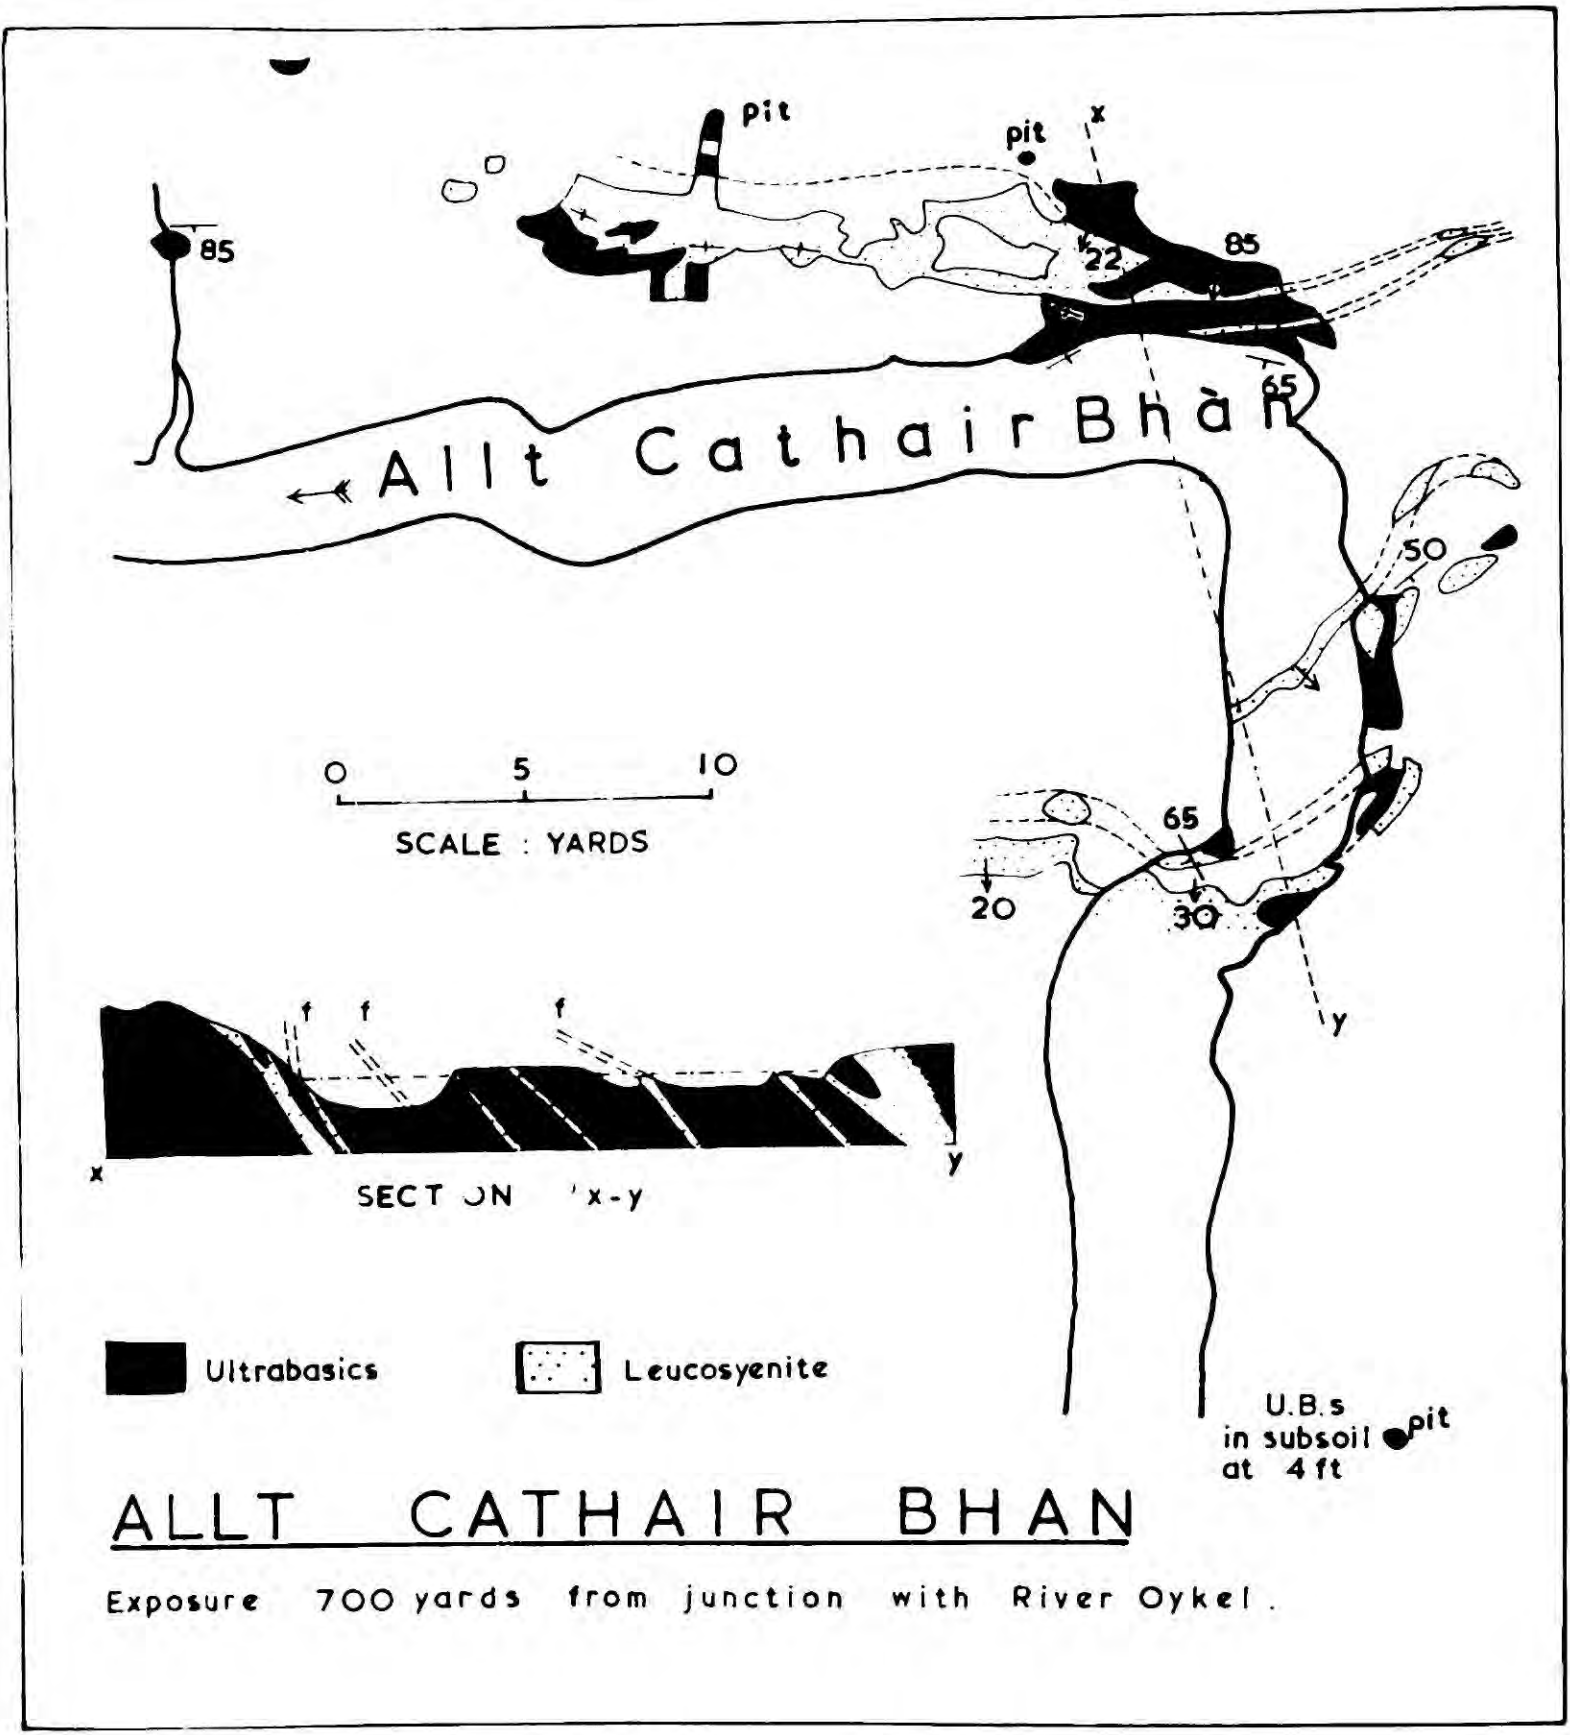 pit
pit
x
85
22
85
65
Allt Cathair Bhàn
50
0 5 10
SCALE : YARDS
65
20
30
y
f f f
x
y
SECT ON 'x-y
Ultrabasics
Leucosyenite
U.B.s
in subsoil
at 4 ft
pit
ALLT CATHAIR BHAN
Exposure 700 yards from junction with River Oykel.